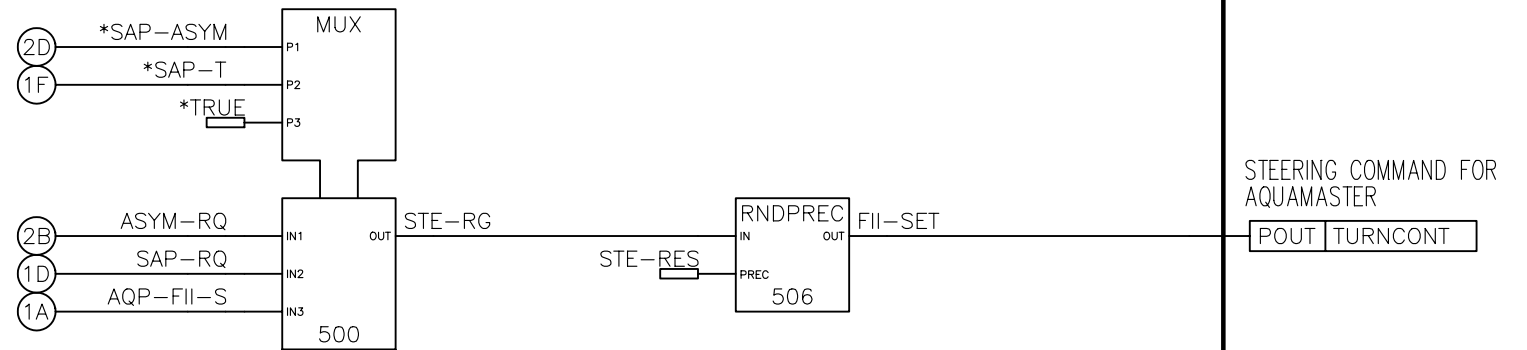 MUX
2D *SAP-ASYM P1
1F *SAP-T P2
*TRUE P3
2B ASYM-RQ IN1 OUT STE-RG
1D SAP-RQ IN2
1A AQP-FII-S IN3
500
RNDPREC
IN OUT FII-SET
STE-RES PREC
506
STEERING COMMAND FOR
AQUAMASTER
POUT TURNCONT